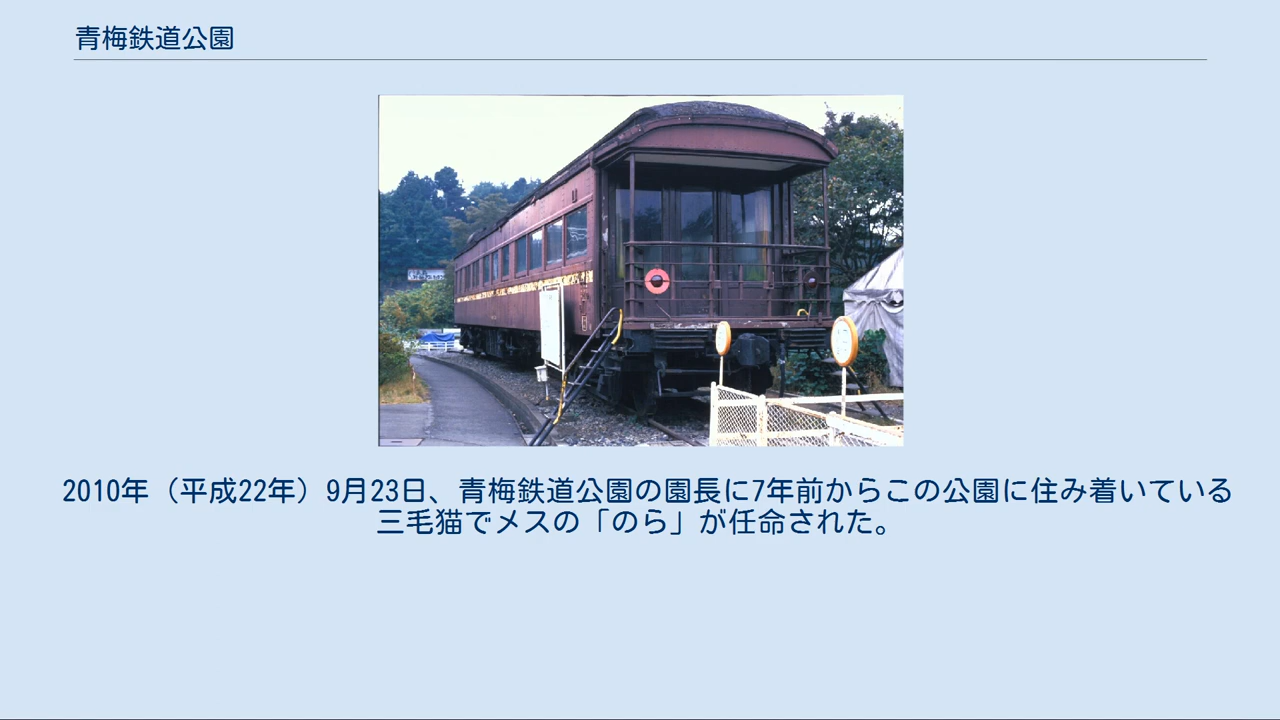 青梅鉄道公園
2010年（平成22年）9月23日、青梅鉄道公園の園長に7年前からこの公園に住み着いている
三毛猫でメスの「のら」が任命された。